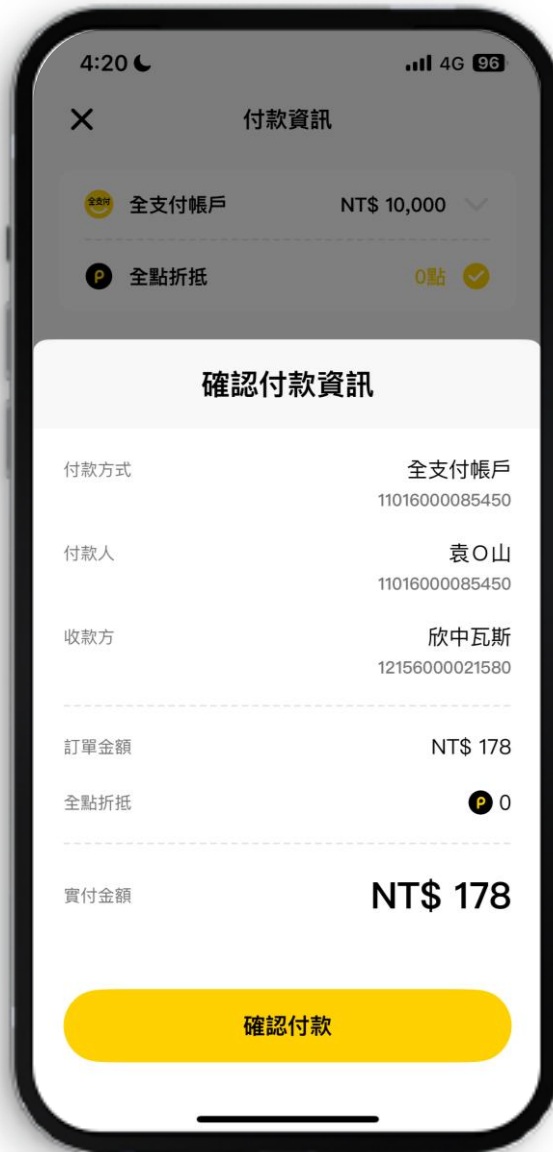 4:20
4G 96
付款資訊
全支付
全支付帳戶 NT$ 10,000
P 全點折抵 0點
確認付款資訊
付款方式 全支付帳戶
11016000085450
付款人 袁O山
11016000085450
收款方 欣中瓦斯
12156000021580
訂單金額 NT$ 178
全點折抵 P 0
實付金額 NT$ 178
確認付款